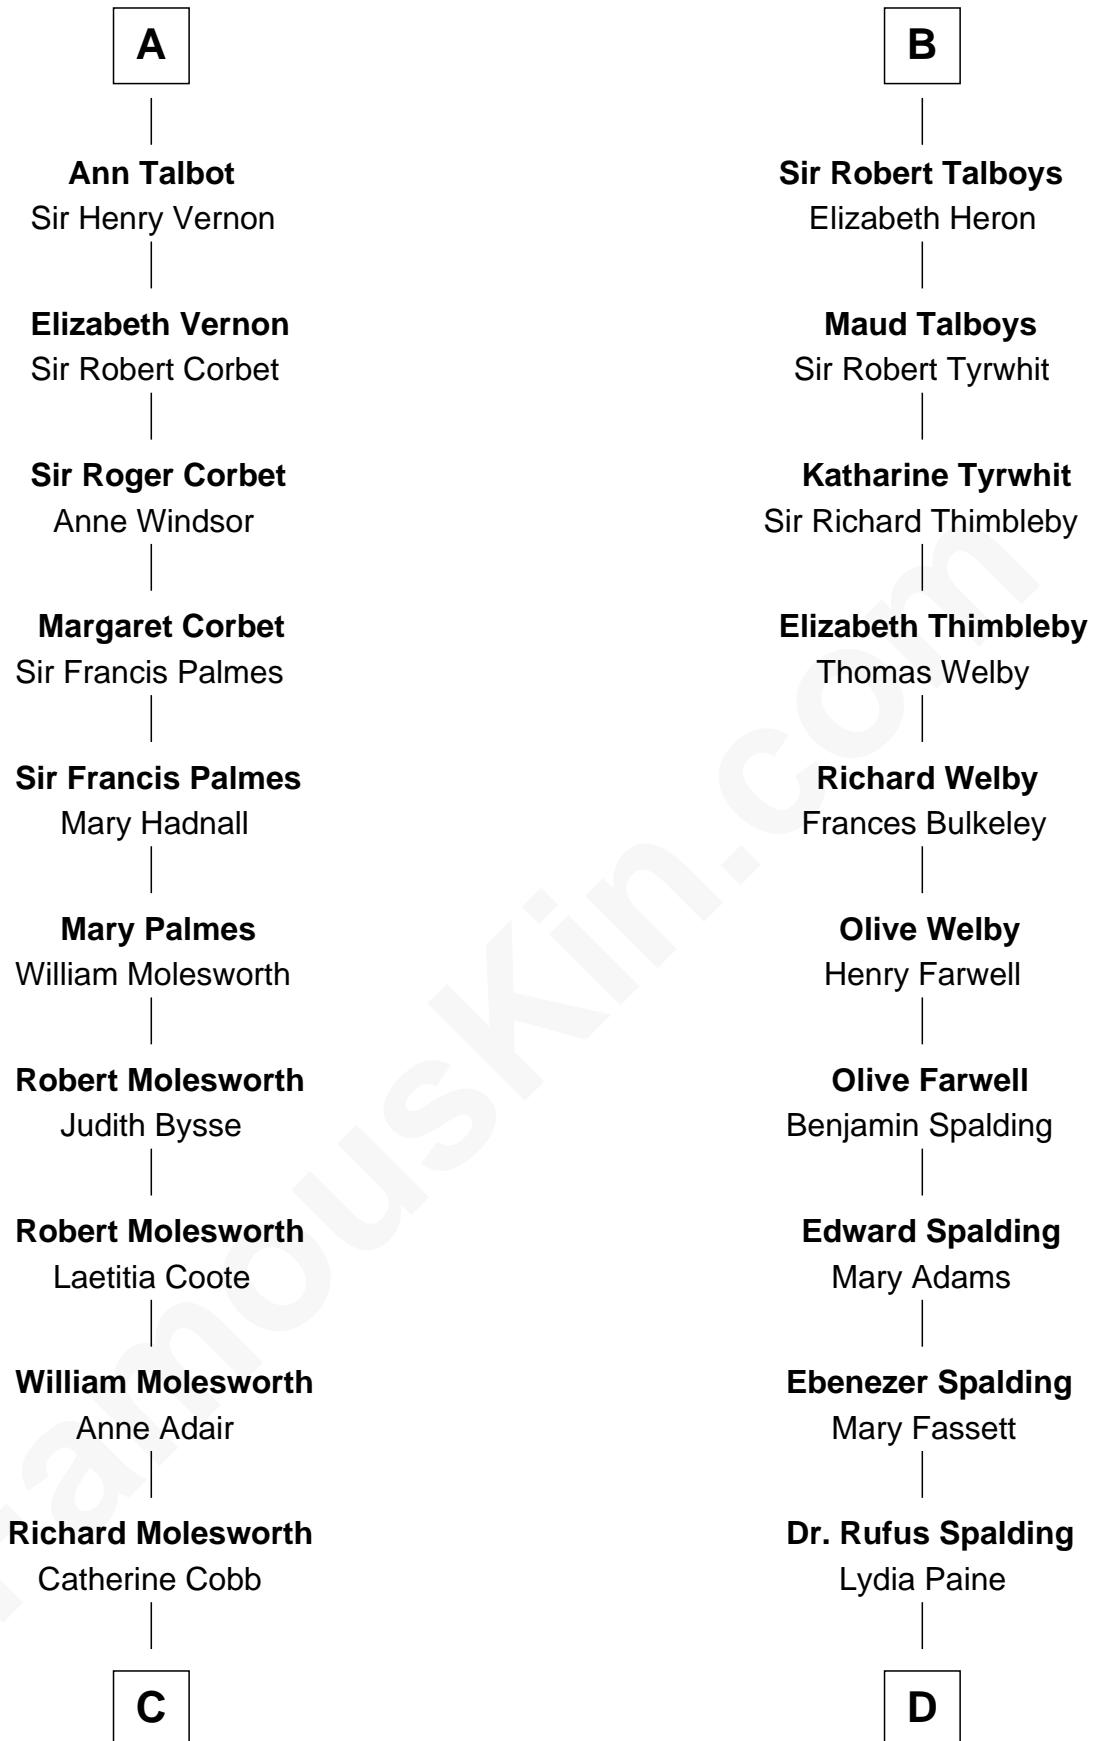 A
Ann Talbot
Sir Henry Vernon
Elizabeth Vernon
Sir Robert Corbet
Sir Roger Corbet
Anne Windsor
Margaret Corbet
Sir Francis Palmes
Sir Francis Palmes
Mary Hadnall
Mary Palmes
William Molesworth
Robert Molesworth
Judith Bysse
Robert Molesworth
Laetitia Coote
William Molesworth
Anne Adair
Richard Molesworth
Catherine Cobb
C
B
Sir Robert Talboys
Elizabeth Heron
Maud Talboys
Sir Robert Tyrwhit
Katharine Tyrwhit
Sir Richard Thimbleby
Elizabeth Thimbleby
Thomas Welby
Richard Welby
Frances Bulkeley
Olive Welby
Henry Farwell
Olive Farwell
Benjamin Spalding
Edward Spalding
Mary Adams
Ebenezer Spalding
Mary Fassett
Dr. Rufus Spalding
Lydia Paine
D
FamousKin.com